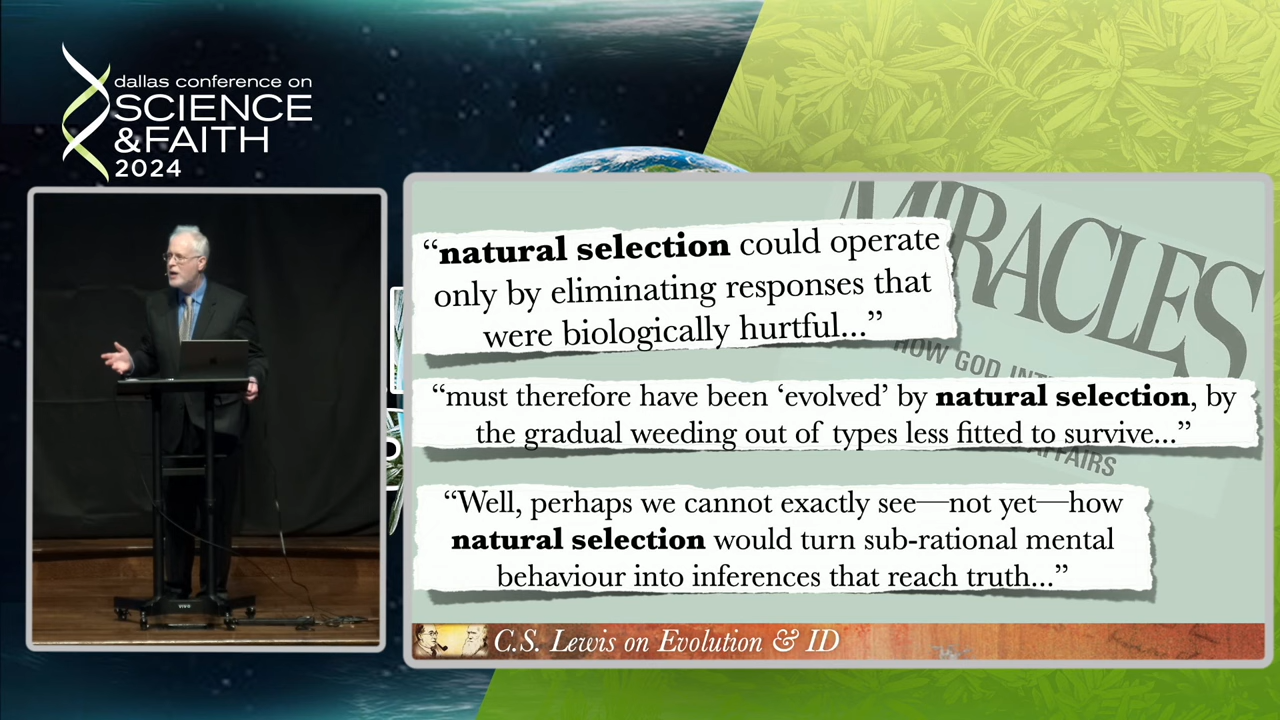 dallas conference on
SCIENCE
&FAITH
2024
MIRACLES
“natural selection could operate
only by eliminating responses that
were biologically hurtful...”
HOW GOD
“must therefore have been ‘evolved’ by natural selection, by
the gradual weeding out of types less fitted to survive...”
AFFAIRS
“Well, perhaps we cannot exactly see—not yet—how
natural selection would turn sub-rational mental
behaviour into inferences that reach truth...”
C.S. Lewis on Evolution & ID